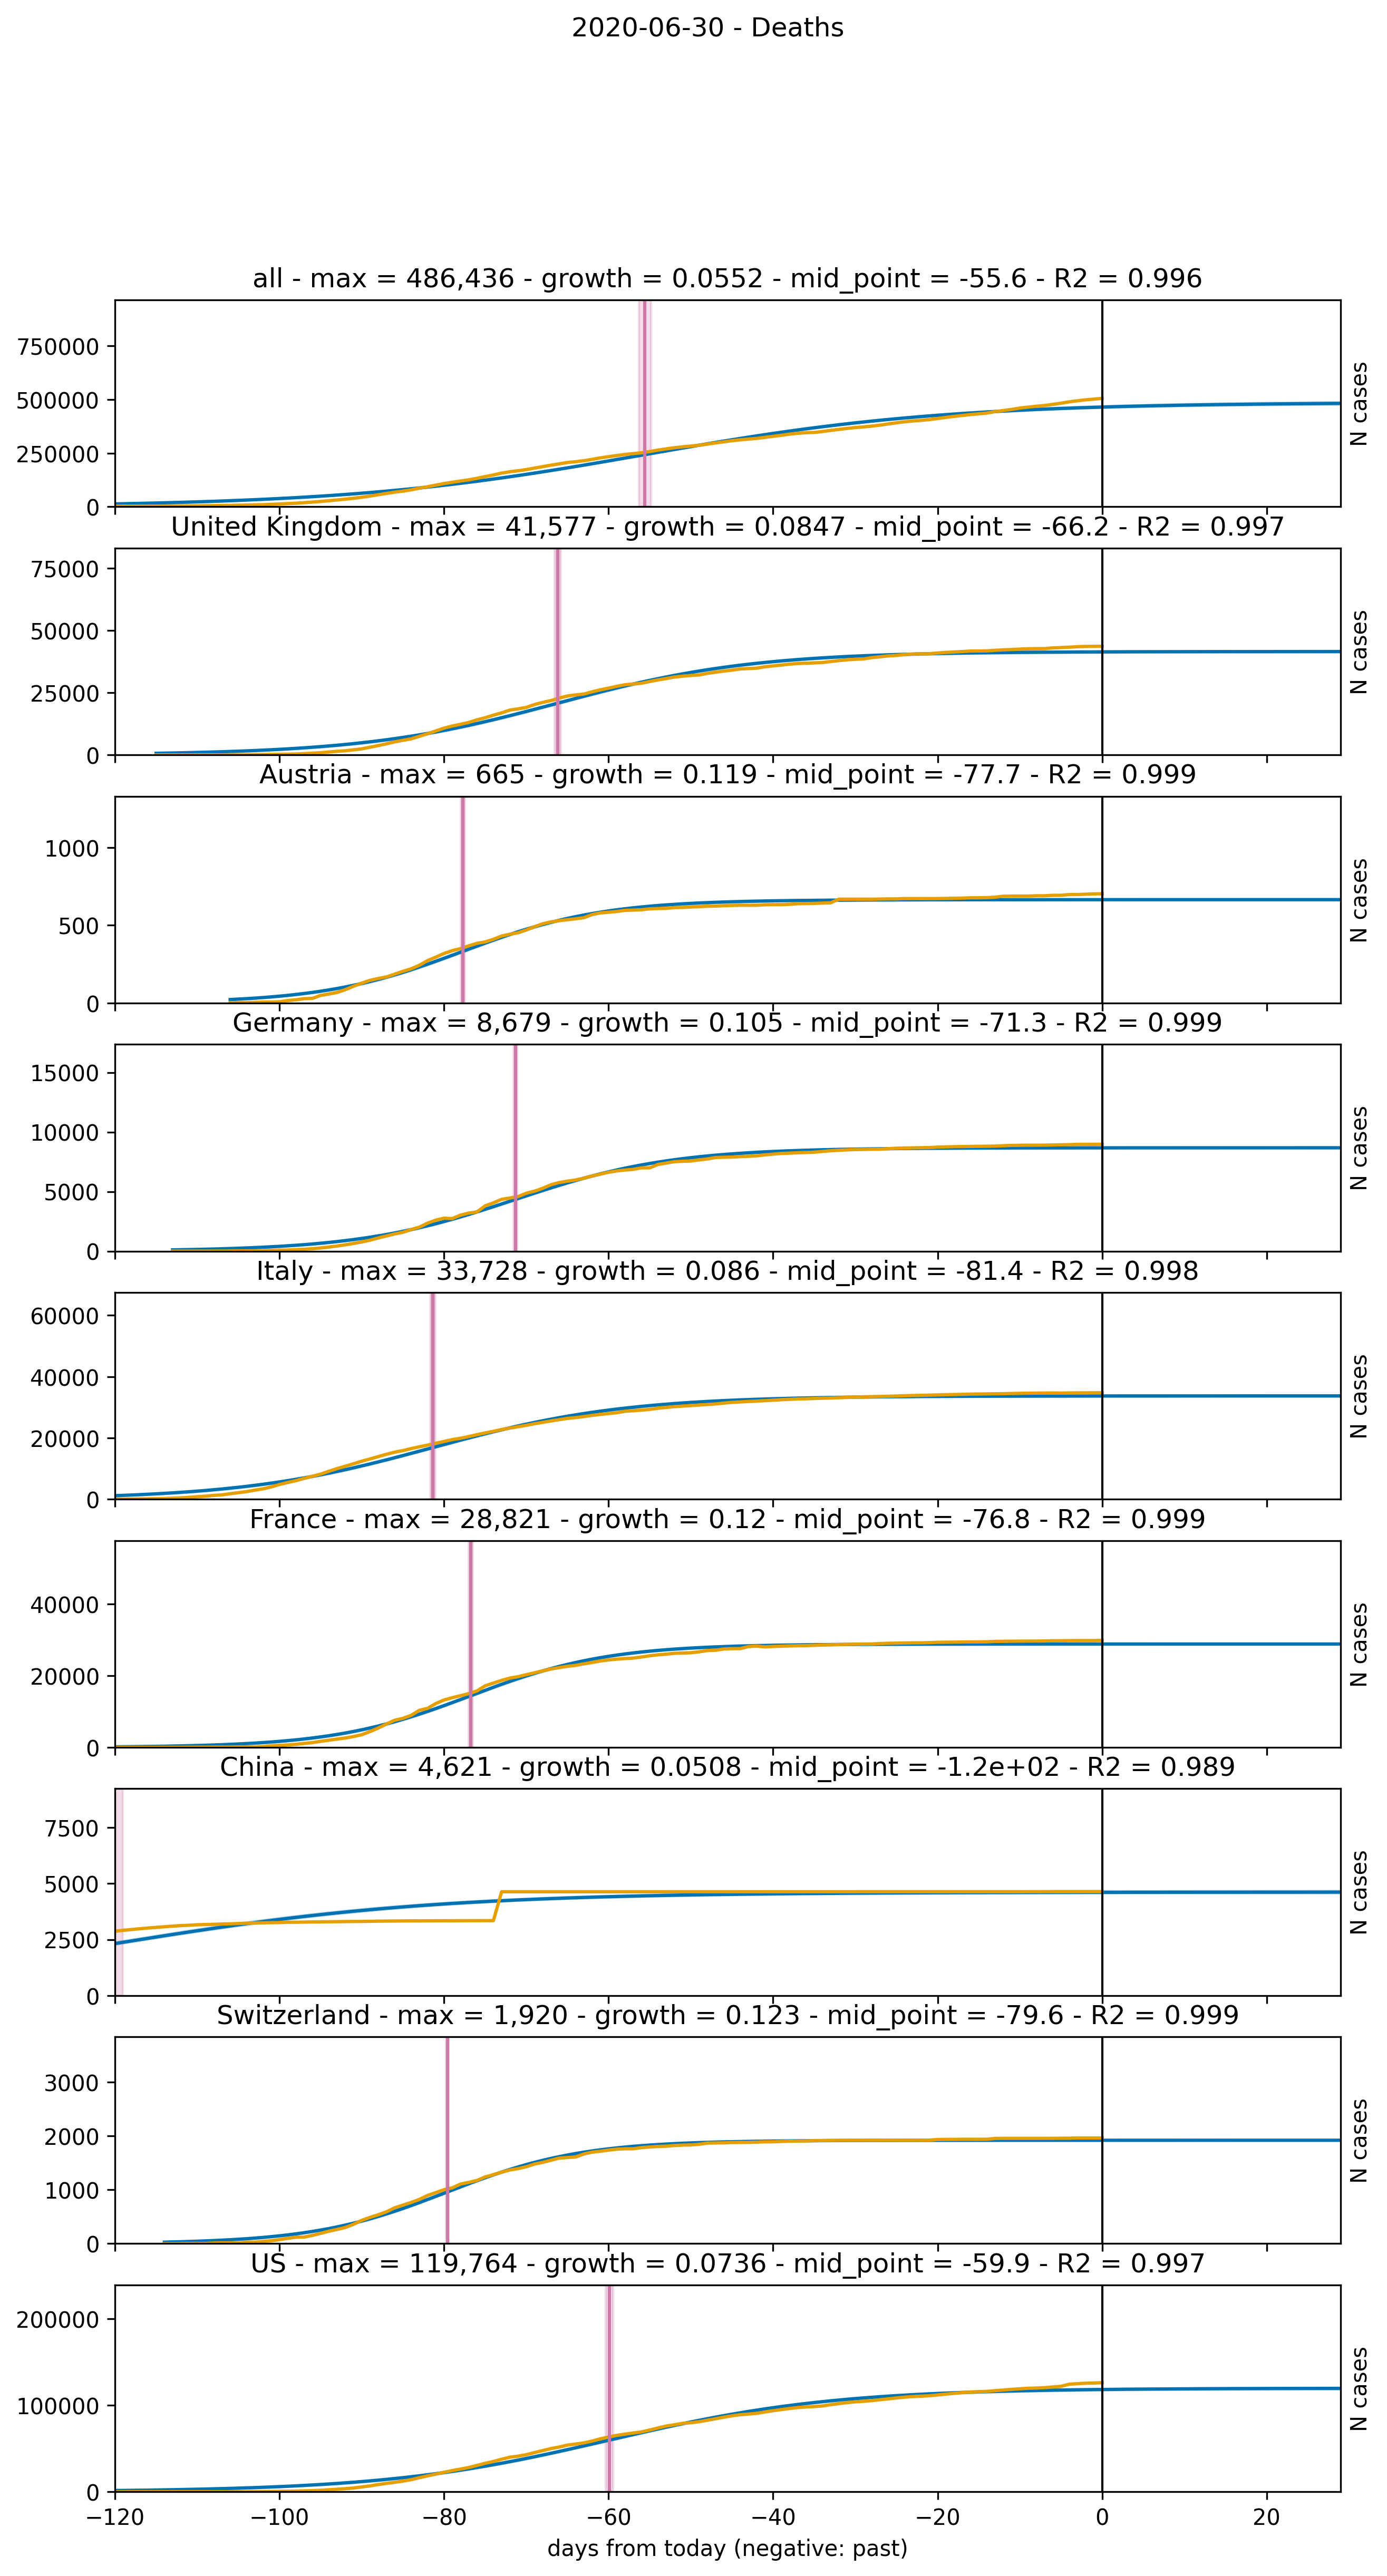 2020-06-30 - Deaths
all - max = 486,436 - growth = 0.0552 - mid_point = -55.6 - R2 = 0.996
750000
500000
250000
0
N cases
United Kingdom - max = 41,577 - growth = 0.0847 - mid_point = -66.2 - R2 = 0.997
75000
50000
25000
0
N cases
Austria - max = 665 - growth = 0.119 - mid_point = -77.7 - R2 = 0.999
1000
500
0
N cases
Germany - max = 8,679 - growth = 0.105 - mid_point = -71.3 - R2 = 0.999
15000
10000
5000
0
N cases
Italy - max = 33,728 - growth = 0.086 - mid_point = -81.4 - R2 = 0.998
60000
40000
20000
0
N cases
France - max = 28,821 - growth = 0.12 - mid_point = -76.8 - R2 = 0.999
40000
20000
0
N cases
China - max = 4,621 - growth = 0.0508 - mid_point = -1.2e+02 - R2 = 0.989
7500
5000
2500
0
N cases
Switzerland - max = 1,920 - growth = 0.123 - mid_point = -79.6 - R2 = 0.999
3000
2000
1000
0
N cases
US - max = 119,764 - growth = 0.0736 - mid_point = -59.9 - R2 = 0.997
200000
100000
0
N cases
−120 −100 −80 −60 −40 −20 0 20
days from today (negative: past)